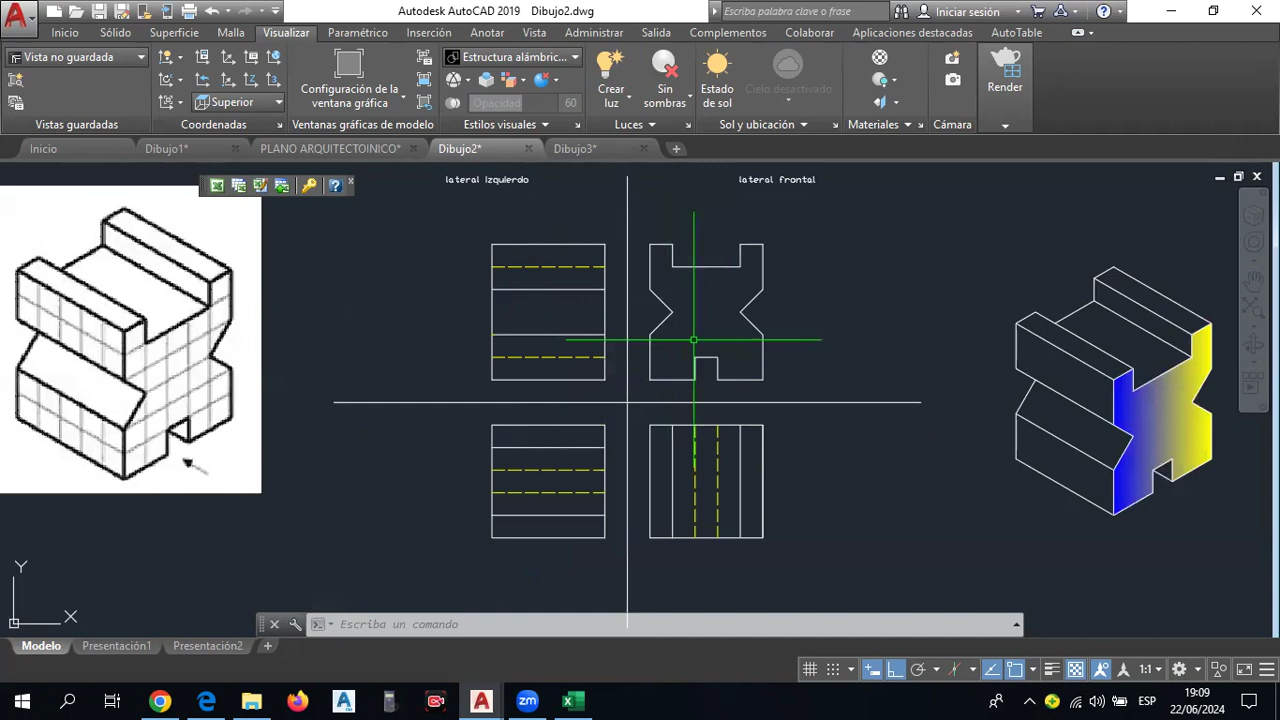 Autodesk AutoCAD 2019 Dibujo2.dwg
Escriba palabra clave o frase
Iniciar sesión
Inicio Sólido Superficie Malla Visualizar Paramétrico Inserción Anotar Vista Administrar Salida Complementos Colaborar Aplicaciones destacadas AutoTable
Vista no guardada
Estructura alámbric...
Superior
Configuración de la
ventana gráfica
Opacidad 60
Crear
luz
Sin
sombras
Estado
de sol
Cielo desactivado
Render
Vistas guardadas Coordenadas Ventanas gráficas de modelo Estilos visuales Luces Sol y ubicación Materiales Cámara
Inicio Dibujo1* PLANO ARQUITECTOINICO* Dibujo2* Dibujo3*
lateral izquierdo lateral frontal
Y
X
Escriba un comando
Modelo Presentación1 Presentación2
1:1
A
zm
ESP
19:09
22/06/2024